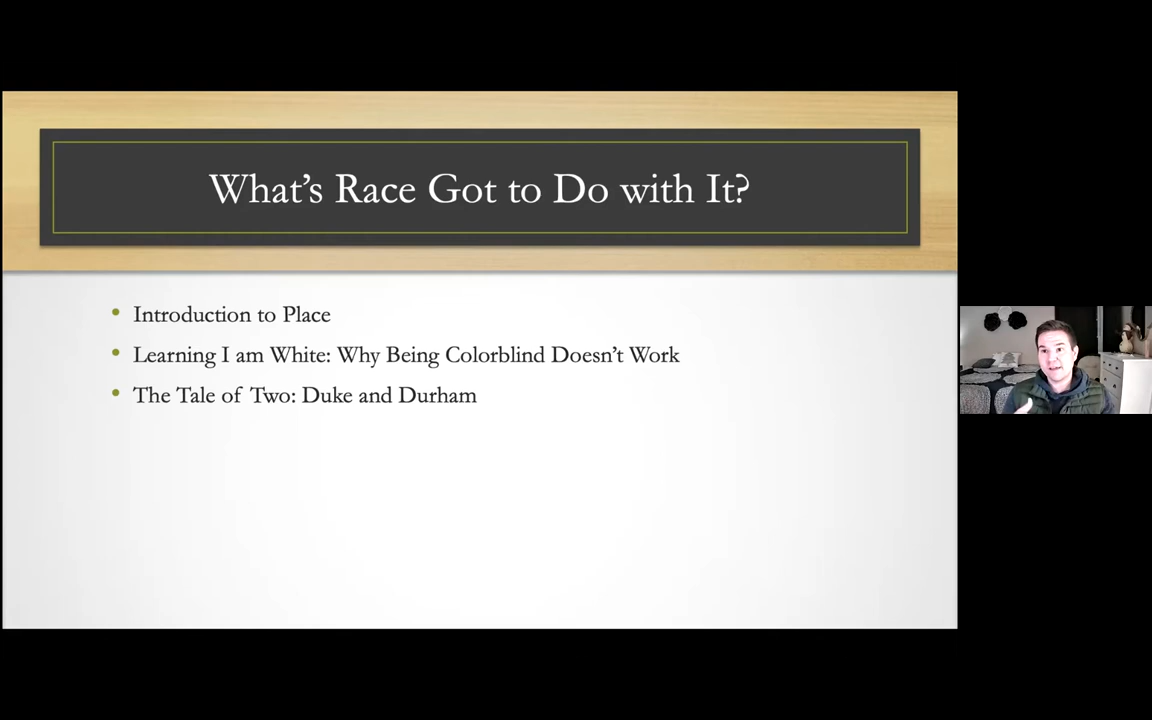 What’s Race Got to Do with It?
Introduction to Place
Learning I am White: Why Being Colorblind Doesn’t Work
The Tale of Two: Duke and Durham